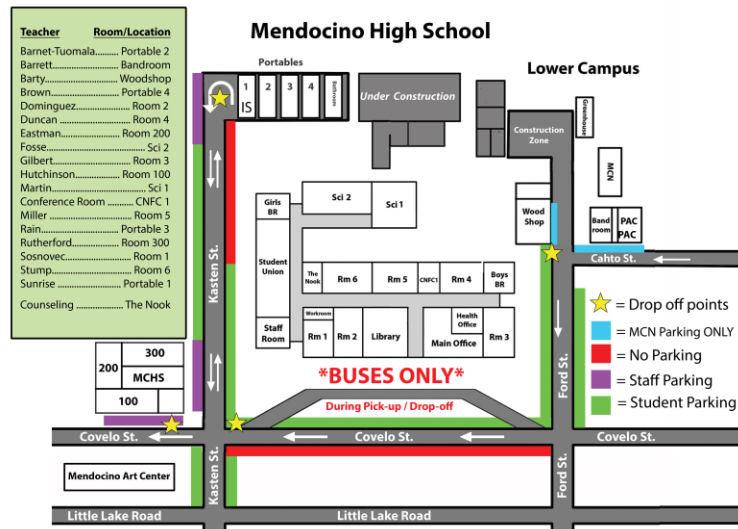 Mendocino High School
Lower Campus
Teacher Room/Location
Barnet-Tuomala.......... Portable 2
Barrett Bandroom
Barty Woodshop
Brown Portable 4
Dominguez Room 2
Duncan Room 4
Eastman Room 200
Fosse Sci 2
Gilbert Room 3
Hutchinson Room 100
Martin Sci 1
Conference Room CNFC 1
Miller Room 5
Rain Portable 3
Rutherford Room 300
Sosnovec Room 1
Stump Room 6
Sunrise Portable 1
Counseling The Nook
Portables
1
IS
2
3
4
Bathroom
Under Construction
Construction
Zone
Greenhouse
MCN
Wood
Shop
Band
room
PAC
PAC
Cahto St.
Girls
BR
Student
Union
Staff
Room
Sci 2
Sci 1
The
Nook
Rm 6
Rm 5
CNFC1
Rm 4
Boys
BR
Workroom
Rm 1
Rm 2
Library
Health
Office
Main Office
Rm 3
Kasten St.
Ford St.
= Drop off points
= MCN Parking ONLY
= No Parking
= Staff Parking
= Student Parking
200
300
MCHS
100
*BUSES ONLY*
During Pick-up / Drop-off
Covelo St.
Covelo St.
Covelo St.
Mendocino Art Center
Kasten St.
Ford St.
Little Lake Road
Little Lake Road